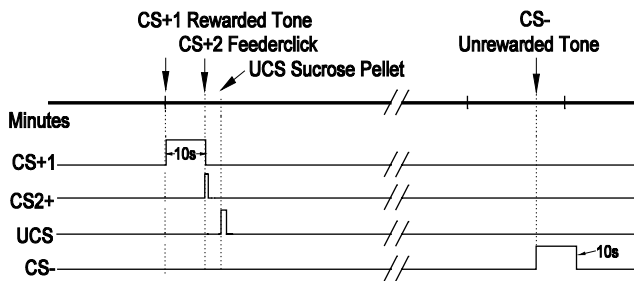 CS+1 Rewarded Tone
CS+2 Feederclick
UCS Sucrose Pellet
CS-
Unrewarded Tone
Minutes
CS+1
10s
CS2+
UCS
CS-
10s